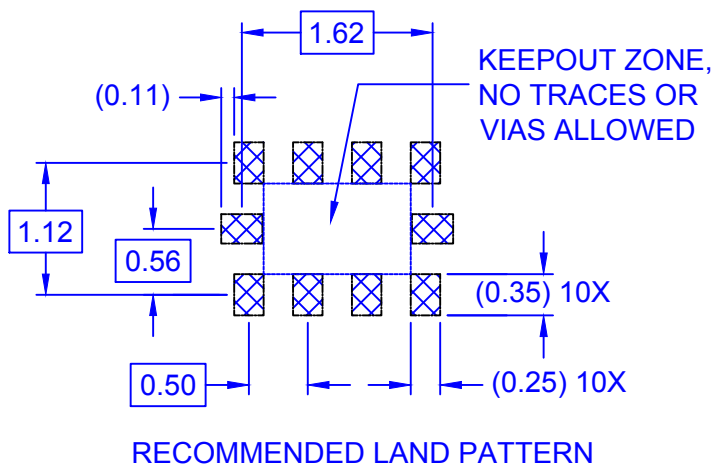 1.62
KEEPOUT ZONE,
NO TRACES OR
VIAS ALLOWED
(0.11)
1.12
0.56
(0.35) 10X
0.50
(0.25) 10X
RECOMMENDED LAND PATTERN